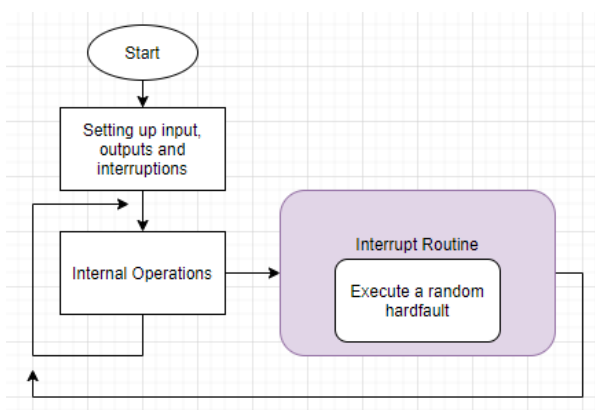 Start
Setting up input,
outputs and
interruptions
Internal Operations
Interrupt Routine
Execute a random
hardfault